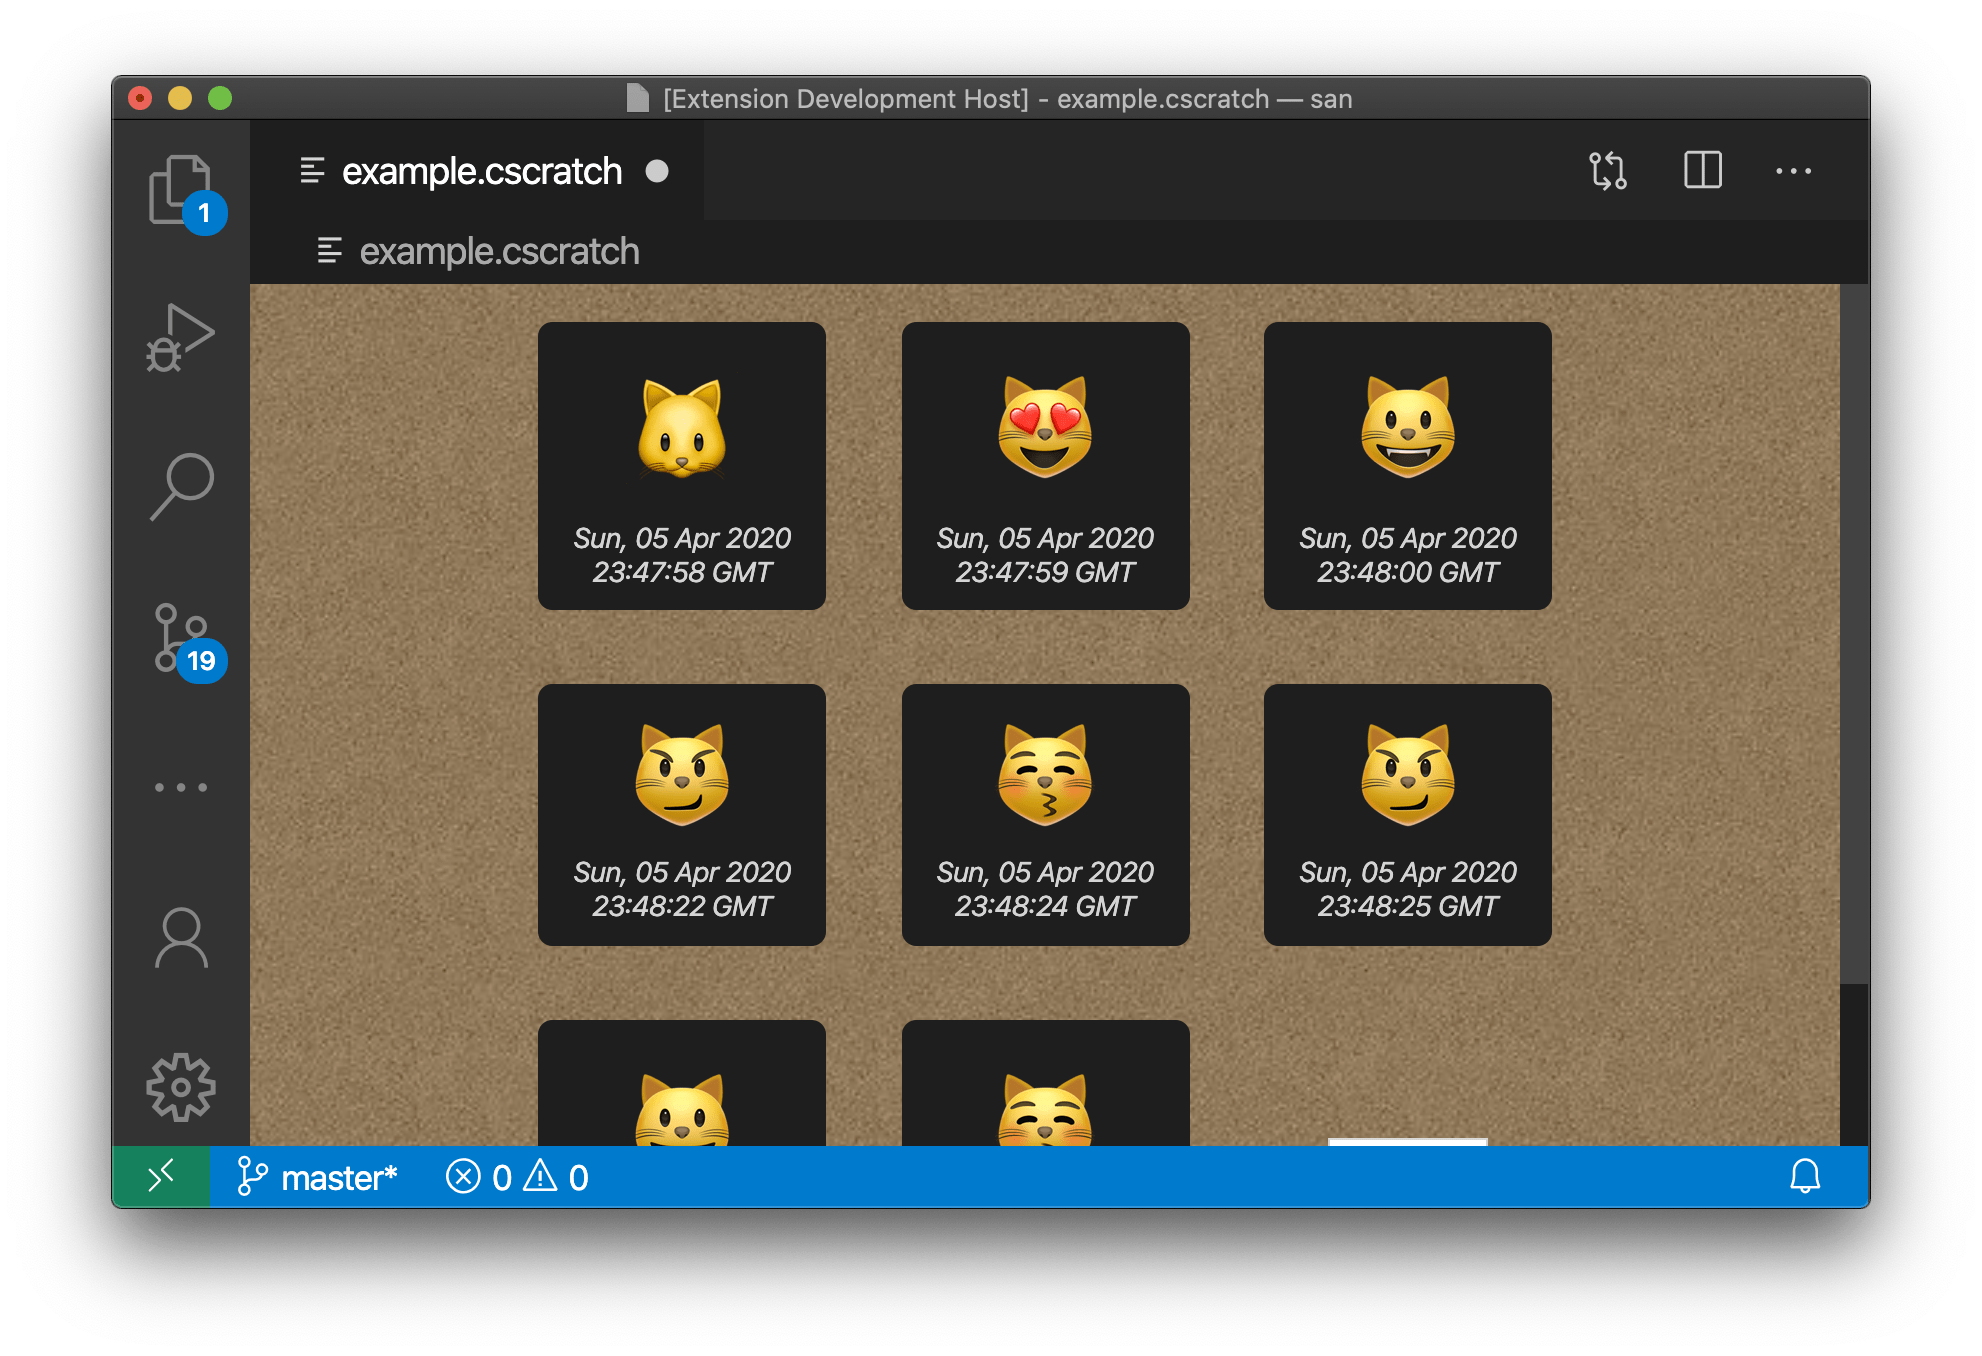 [Extension Development Host] - example.cscratch — san
example.cscratch
1
example.cscratch
Sun, 05 Apr 2020
23:47:58 GMT
Sun, 05 Apr 2020
23:47:59 GMT
Sun, 05 Apr 2020
23:48:00 GMT
19
Sun, 05 Apr 2020
23:48:22 GMT
Sun, 05 Apr 2020
23:48:24 GMT
Sun, 05 Apr 2020
23:48:25 GMT
master* 0 0